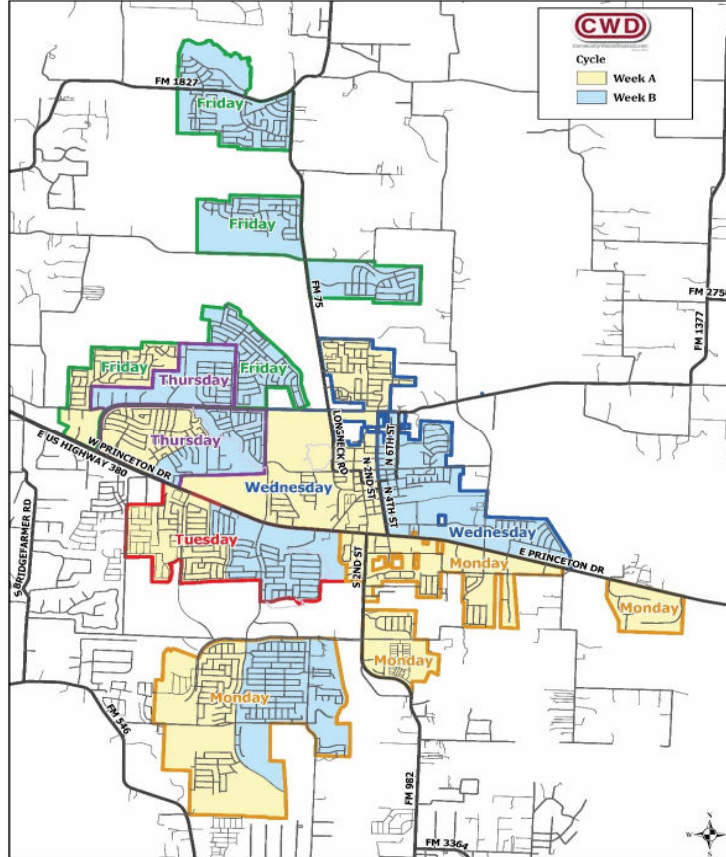 CWD
Cycle
Week A
Week B
FM 1827
Friday
Friday
FM 75
FM 2756
FM 1377
Friday
Friday
Thursday
Thursday
W PRINCETON DR
E US HIGHWAY 380
LONGNECK RD
N 2ND ST
N 6TH ST
N 4TH ST
Wednesday
Wednesday
E PRINCETON DR
S BRIDGEFARMER RD
Tuesday
S 2ND ST
Monday
Monday
Monday
Monday
FM 546
FM 982
FM 3364
N
W
S